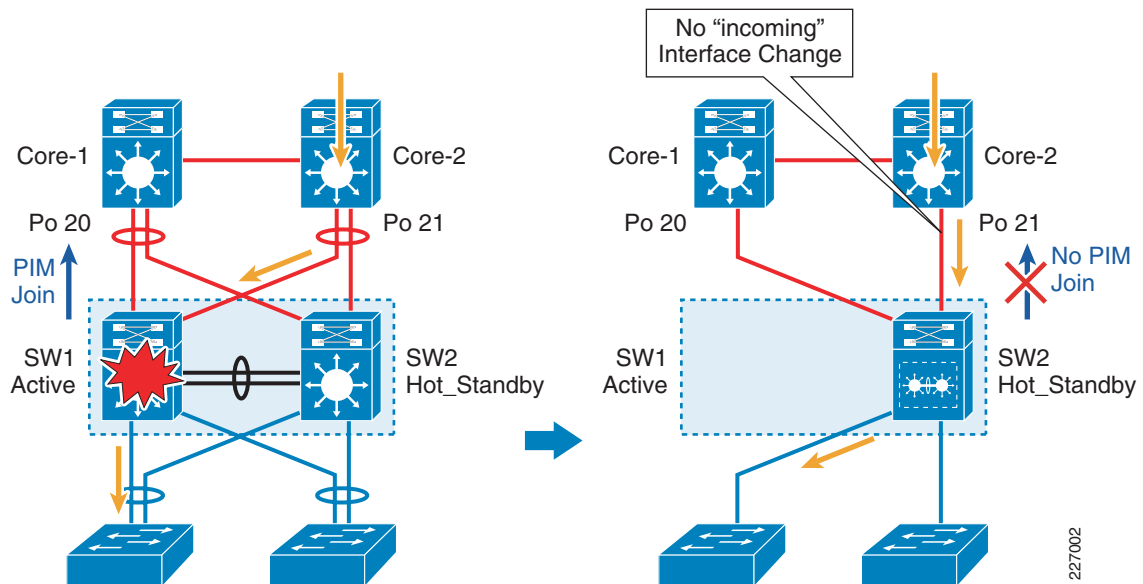 No “incoming”
Interface Change
Core-1
Core-2
Po 20
Po 21
PIM
Join
SW1
Active
SW2
Hot_Standby
Core-1
Core-2
Po 20
Po 21
No PIM
Join
SW1
Active
SW2
Hot_Standby
227002